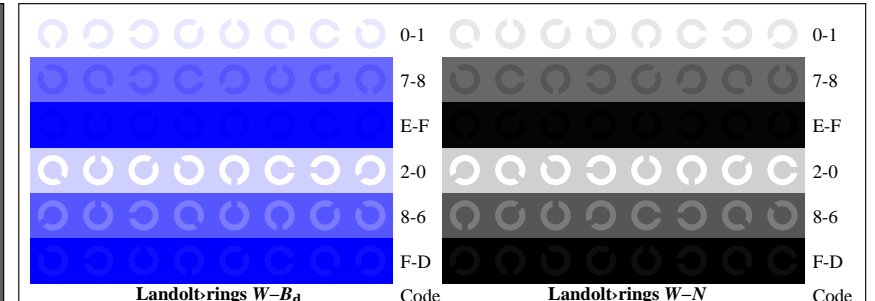 0-1 0-1
7-8 7-8
E-F E-F
2-0 2-0
8-6 8-6
F-D F-D
Landolt›rings W–Bd Code Landolt›rings W–N Code